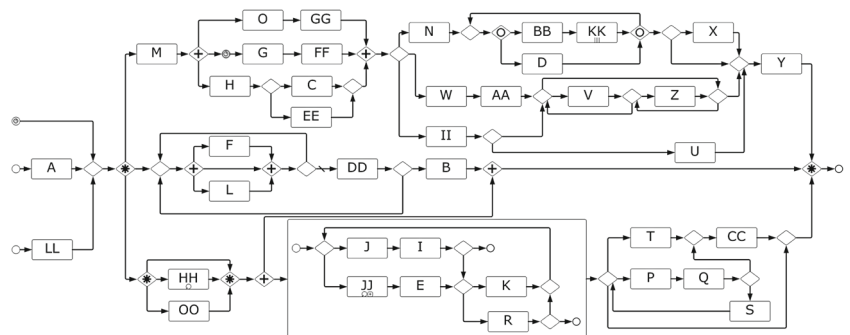 O GG
M G FF
H C
EE
N BB KK X
D Y
W AA V Z
II U
A F
L DD B
LL
HH
OO
J I
JJ E K
R
T CC
P Q
S